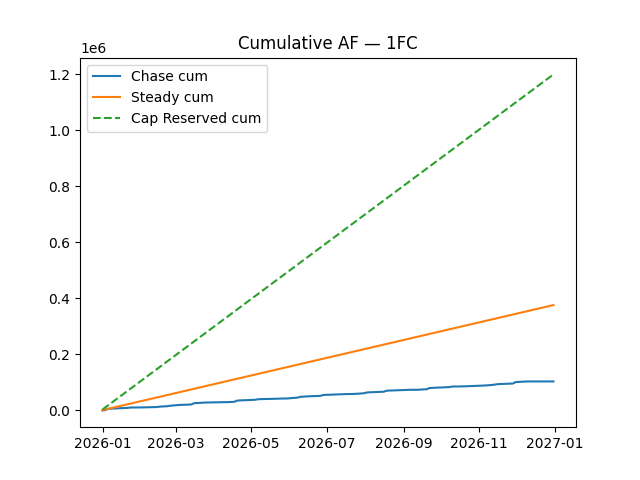 Cumulative AF — 1FC
1e6
Chase cum
Steady cum
Cap Reserved cum
1.2
1.0
0.8
0.6
0.4
0.2
0.0
2026-01 2026-03 2026-05 2026-07 2026-09 2026-11 2027-01